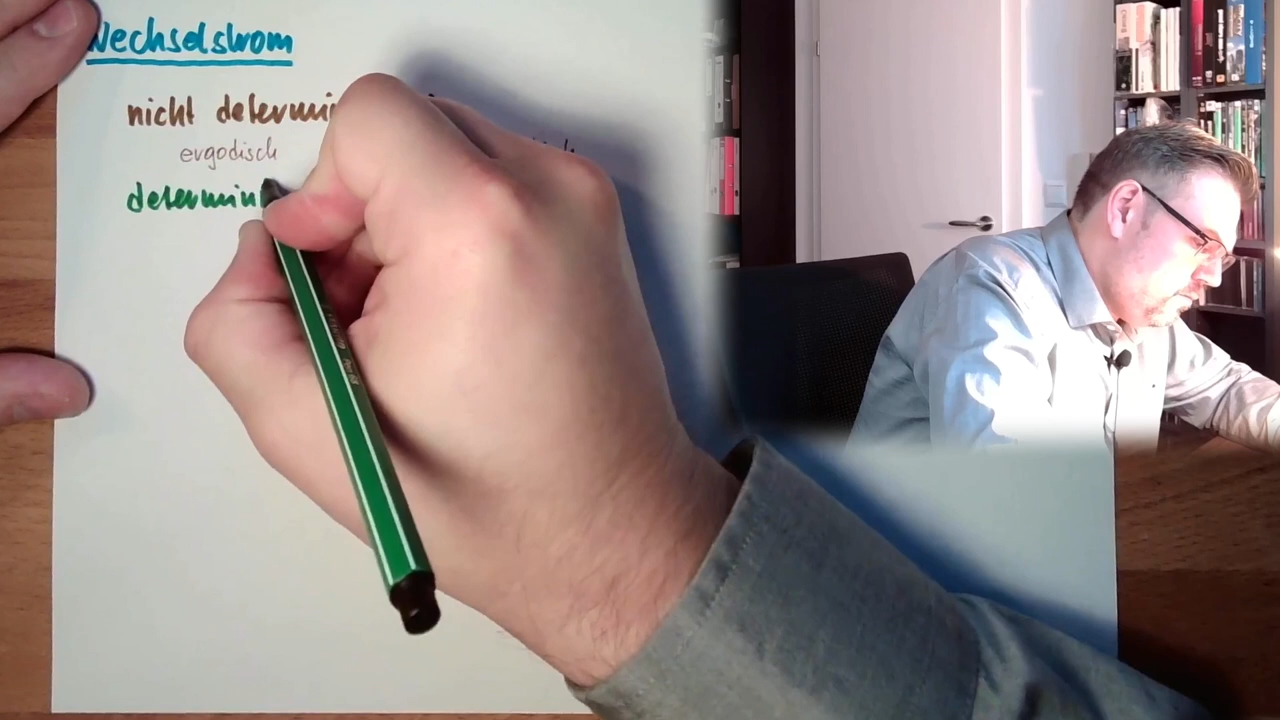 Wechselstrom
nicht determini
ergodisch
determin